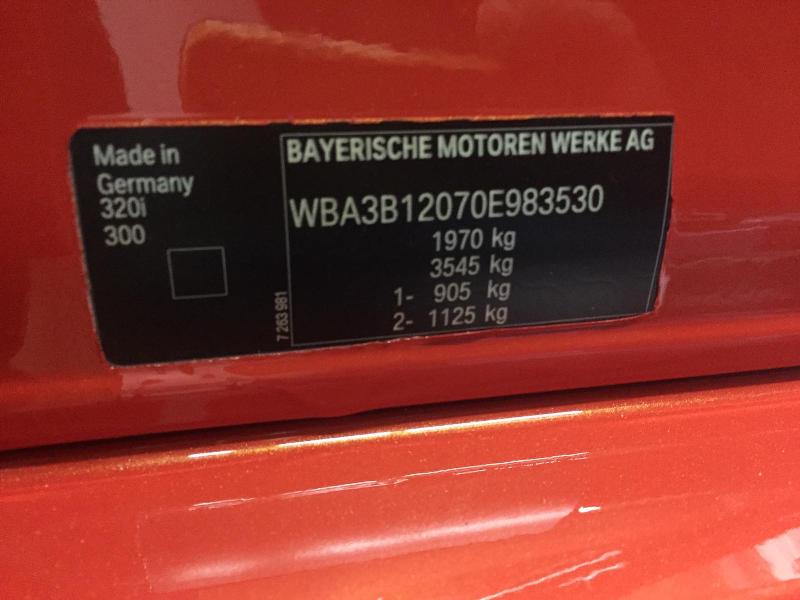 Made in
Germany
320i
300
7 283 981
BAYERISCHE MOTOREN WERKE AG
WBA3B12070E983530
1970 kg
3545 kg
1- 905 kg
2- 1125 kg